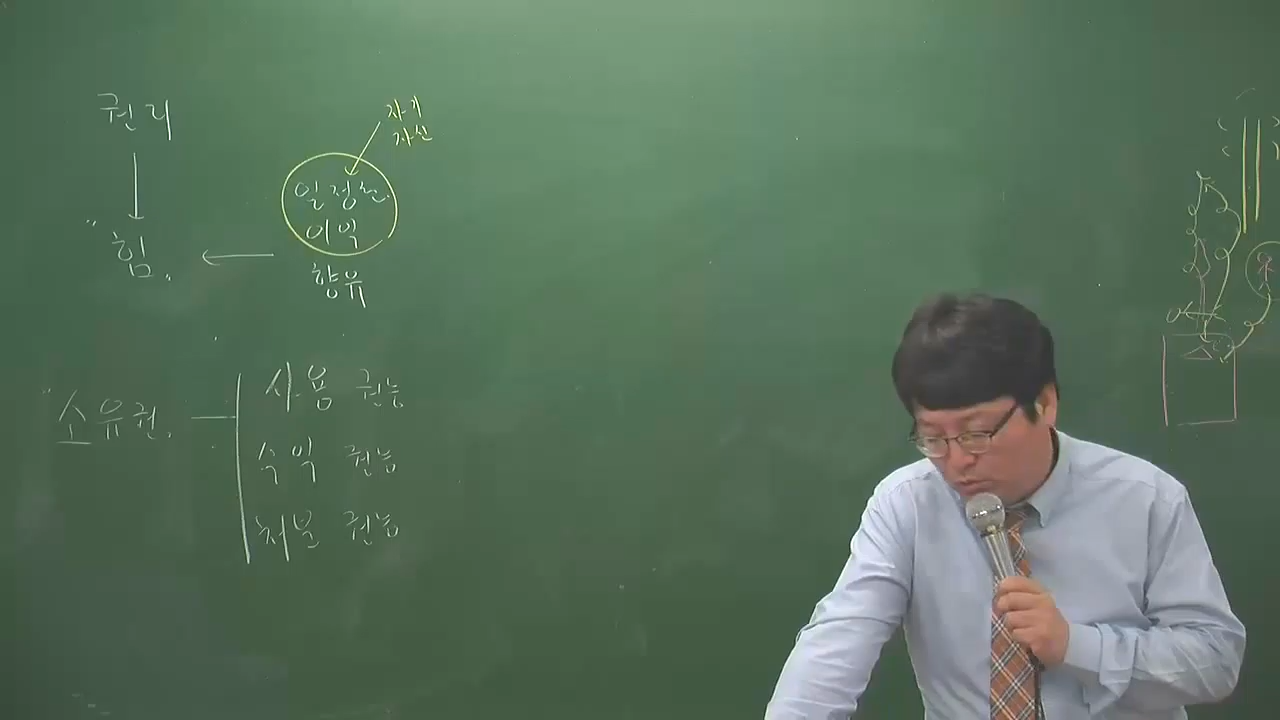 권리
자기
자신
일정한
이익
향유
"힘"
"소유권"
사용 권능
수익 권능
처분 권능